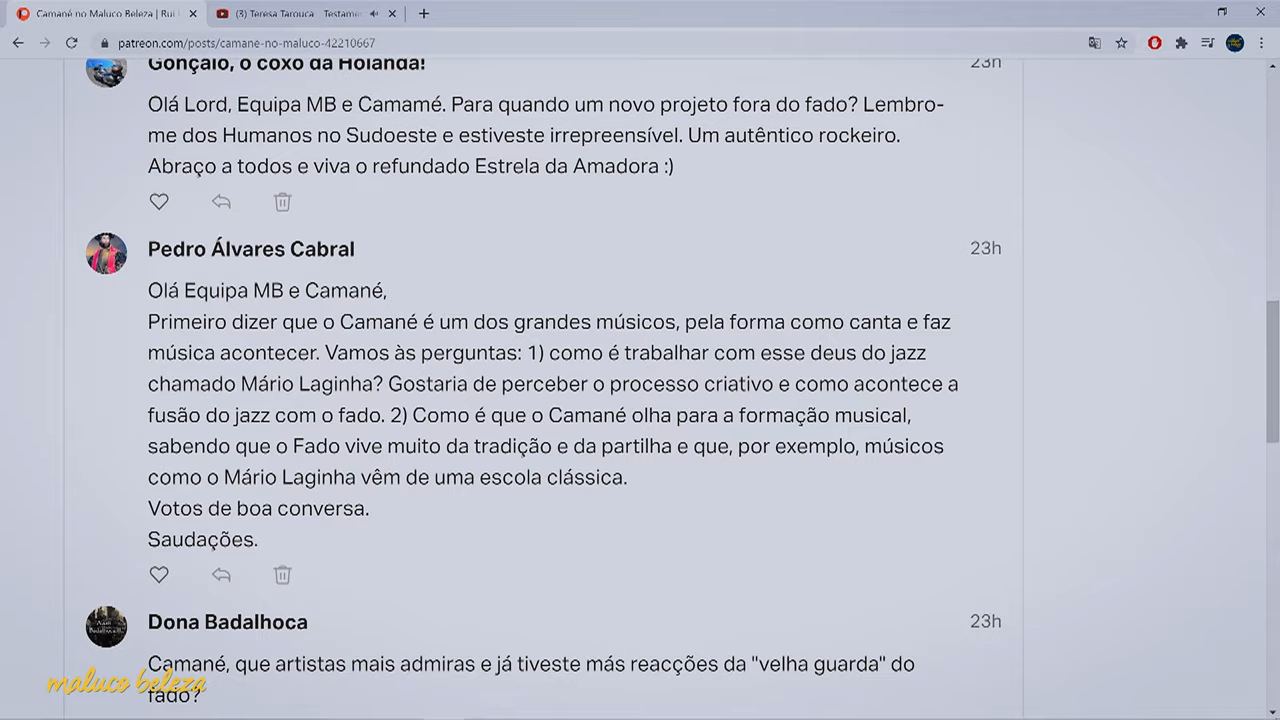 Camané no Maluco Beleza | Rui
(3) Teresa Tarouca - Testame
patreon.com/posts/camane-no-maluco-42210667
Gonçalo, o coxo da Holanda!
23h
Olá Lord, Equipa MB e Camamé. Para quando um novo projeto fora do fado? Lembro-
me dos Humanos no Sudoeste e estiveste irrepreensível. Um autêntico rockeiro.
Abraço a todos e viva o refundado Estrela da Amadora :)
Pedro Álvares Cabral
23h
Olá Equipa MB e Camané,
Primeiro dizer que o Camané é um dos grandes músicos, pela forma como canta e faz
música acontecer. Vamos às perguntas: 1) como é trabalhar com esse deus do jazz
chamado Mário Laginha? Gostaria de perceber o processo criativo e como acontece a
fusão do jazz com o fado. 2) Como é que o Camané olha para a formação musical,
sabendo que o Fado vive muito da tradição e da partilha e que, por exemplo, músicos
como o Mário Laginha vêm de uma escola clássica.
Votos de boa conversa.
Saudações.
Dona Badalhoca
23h
Camané, que artistas mais admiras e já tiveste más reacções da "velha guarda" do
fado?
maluco beleza